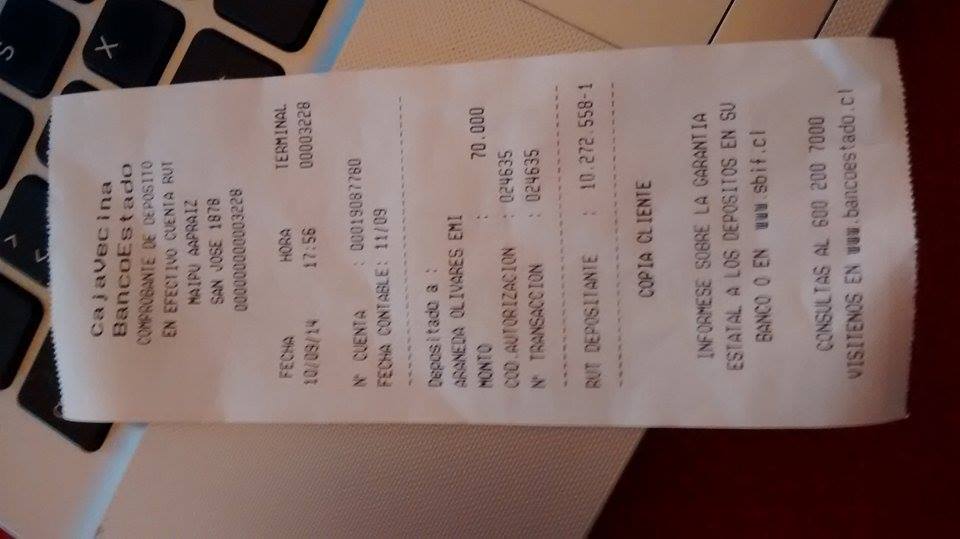 CajaVecina
BancoEstado
COMPROBANTE DE DEPOSITO
EN EFECTIVO CUENTA RUT
MAIPU AAPRAIZ
SAN JOSE 1878
0000000000003228
FECHA HORA TERMINAL
10/09/14 17:56 00003228
Nº CUENTA : 00019087780
FECHA CONTABLE: 11/09
Depositado a :
ARANEDA OLIVARES EMI
MONTO : 70.000
COD.AUTORIZACION : 024635
Nº TRANSACCION : 024635
RUT DEPOSITANTE : 10.272.558-1
COPIA CLIENTE
INFORMESE SOBRE LA GARANTIA
ESTATAL A LOS DEPOSITOS EN SU
BANCO O EN www.sbif.cl
CONSULTAS AL 600 200 7000
VISITENOS EN www.bancoestado.cl
S
X